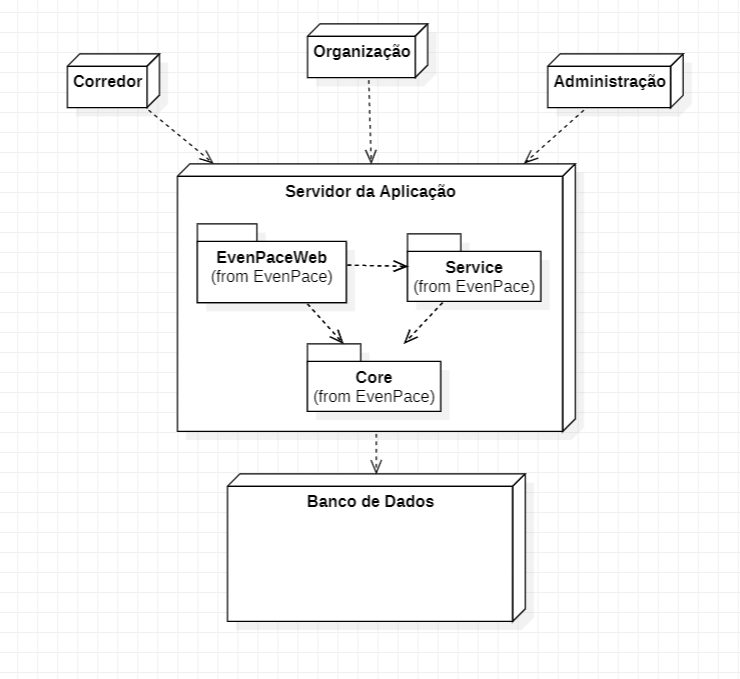 Organização
Corredor
Administração
Servidor da Aplicação
EvenPaceWeb
(from EvenPace)
Service
(from EvenPace)
Core
(from EvenPace)
Banco de Dados